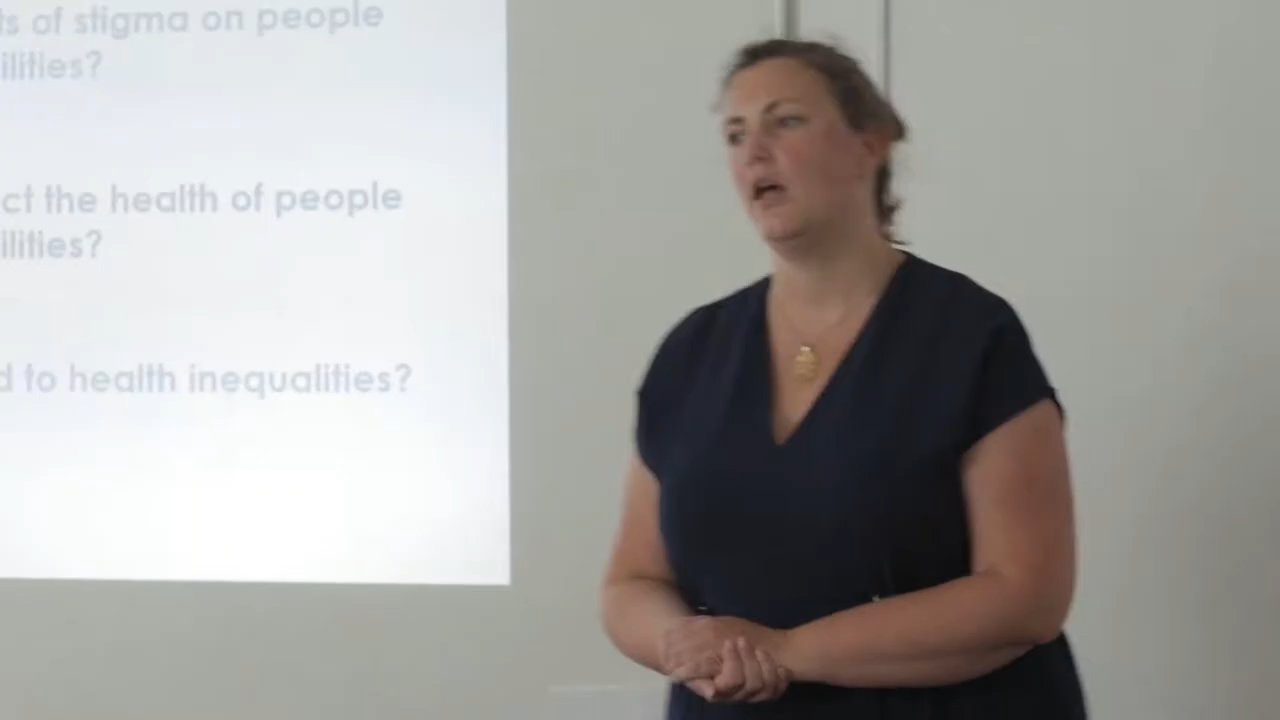 ts of stigma on people
ilities?
ct the health of people
ilities?
d to health inequalities?